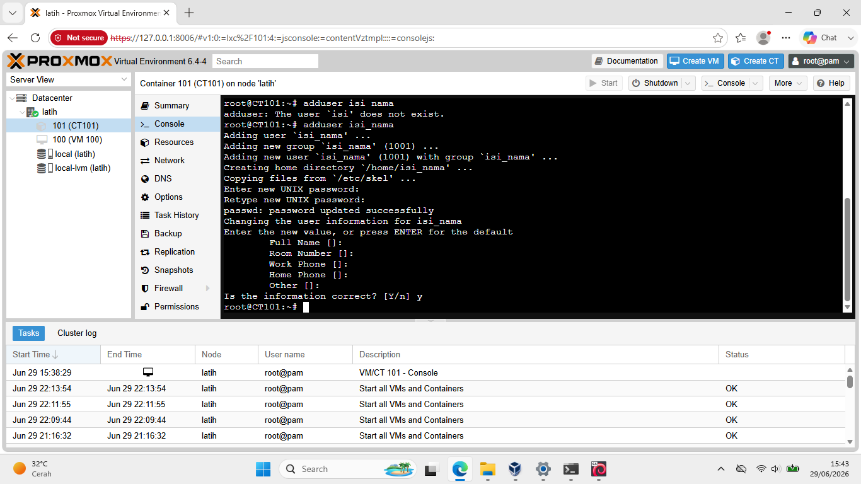 latih - Proxmox Virtual Environmen
Not secure https://127.0.0.1:8006/#v1:0:=lxc%2F101:4:=jsconsole:=contentVztmpl::::=consolejs:
Chat
PROXMOX Virtual Environment 6.4-4 Search Documentation Create VM Create CT root@pam
Server View
Container 101 (CT101) on node 'latih' Start Shutdown Console More Help
Datacenter
latih
101 (CT101)
100 (VM 100)
local (latih)
local-lvm (latih)
Summary
Console
Resources
Network
DNS
Options
Task History
Backup
Replication
Snapshots
Firewall
Permissions
root@CT101:~# adduser isi nama
adduser: The user `isi' does not exist.
root@CT101:~# adduser isi_nama
Adding user `isi_nama' ...
Adding new group `isi_nama' (1001) ...
Adding new user `isi_nama' (1001) with group `isi_nama' ...
Creating home directory `/home/isi_nama' ...
Copying files from `/etc/skel' ...
Enter new UNIX password:
Retype new UNIX password:
passwd: password updated successfully
Changing the user information for isi_nama
Enter the new value, or press ENTER for the default
Full Name []:
Room Number []:
Work Phone []:
Home Phone []:
Other []:
Is the information correct? [Y/n] y
root@CT101:~#
Tasks Cluster log
Start Time End Time Node User name Description Status
Jun 29 15:38:29 latih root@pam VM/CT 101 - Console
Jun 29 22:13:54 Jun 29 22:13:54 latih root@pam Start all VMs and Containers OK
Jun 29 22:11:55 Jun 29 22:11:55 latih root@pam Start all VMs and Containers OK
Jun 29 22:09:44 Jun 29 22:09:44 latih root@pam Start all VMs and Containers OK
Jun 29 21:16:32 Jun 29 21:16:32 latih root@pam Start all VMs and Containers OK
32°C
Cerah
Search
15:43
29/06/2026